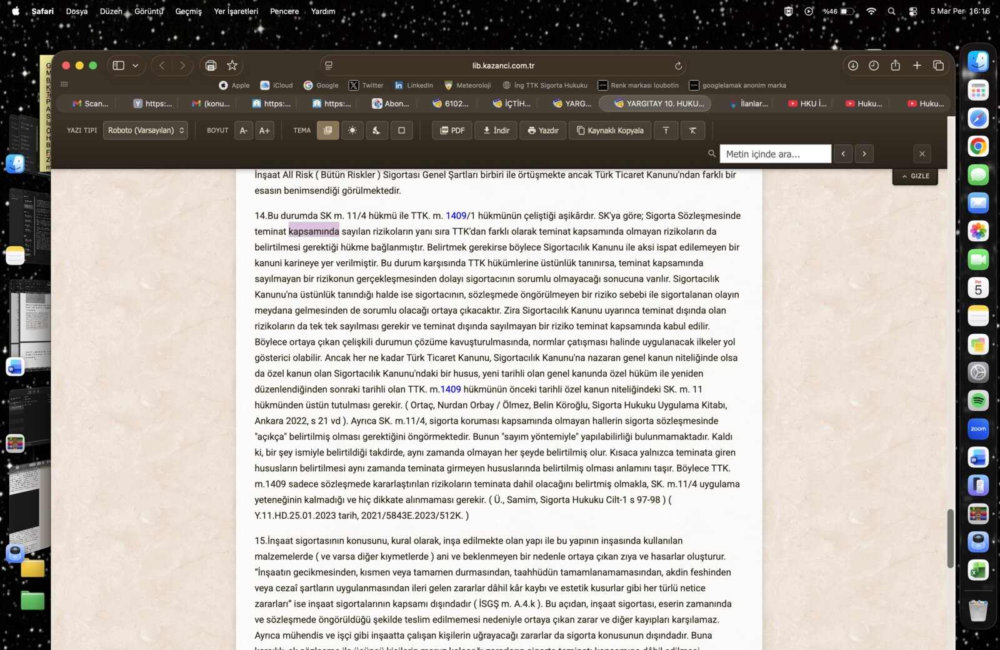 Safari Dosya Düzen Görüntü Geçmiş Yer İşaretleri Pencere Yardım
%46 5 Mar Per 16:16
lib.kazanci.com.tr
Apple iCloud Google Twitter LinkedIn Meteoroloji İng TTK Sigorta Hukuku Renk markası loubotin googlelamak anonim marka
Scan... https:... (konu... https:... https:... Abon... 6102... İÇTİH... YARG... YARGITAY 10. HUKU... İlanlar... HKU İ... Huku... Huku...
YAZI TIPI Roboto (Varsayılan) BOYUT A- A+ TEMA PDF İndir Yazdır Kaynaklı Kopyala
Metin içinde ara...
GIZLE
İnşaat All Risk ( Bütün Riskler ) Sigortası Genel Şartları birbiri ile örtüşmekte ancak Türk Ticaret Kanunu'ndan farklı bir
esasın benimsendiği görülmektedir.
14.Bu durumda SK m. 11/4 hükmü ile TTK. m. 1409/1 hükmünün çeliştiği aşikârdır. SK'ya göre; Sigorta Sözleşmesinde
teminat kapsamında sayılan rizikoların yanı sıra TTK'dan farklı olarak teminat kapsamında olmayan rizikoların da
belirtilmesi gerektiği hükme bağlanmıştır. Belirtmek gerekirse böylece Sigortacılık Kanunu ile aksi ispat edilemeyen bir
kanuni karineye yer verilmiştir. Bu durum karşısında TTK hükümlerine üstünlük tanınırsa, teminat kapsamında
sayılmayan bir rizikonun gerçekleşmesinden dolayı sigortacının sorumlu olmayacağı sonucuna varılır. Sigortacılık
Kanunu'na üstünlük tanındığı halde ise sigortacının, sözleşmede öngörülmeyen bir riziko sebebi ile sigortalanan olayın
meydana gelmesinden de sorumlu olacağı ortaya çıkacaktır. Zira Sigortacılık Kanunu uyarınca teminat dışında olan
rizikoların da tek tek sayılması gerekir ve teminat dışında sayılmayan bir riziko teminat kapsamında kabul edilir.
Böylece ortaya çıkan çelişkili durumun çözüme kavuşturulmasında, normlar çatışması halinde uygulanacak ilkeler yol
gösterici olabilir. Ancak her ne kadar Türk Ticaret Kanunu, Sigortacılık Kanunu'na nazaran genel kanun niteliğinde olsa
da özel kanun olan Sigortacılık Kanunu'ndaki bir husus, yeni tarihli olan genel kanunda özel hüküm ile yeniden
düzenlendiğinden sonraki tarihli olan TTK. m.1409 hükmünün önceki tarihli özel kanun niteliğindeki SK. m. 11
hükmünden üstün tutulması gerekir. ( Ortaç, Nurdan Orbay / Ölmez, Belin Köroğlu, Sigorta Hukuku Uygulama Kitabı,
Ankara 2022, s 21 vd ). Ayrıca SK. m.11/4, sigorta koruması kapsamında olmayan hallerin sigorta sözleşmesinde
"açıkça" belirtilmiş olması gerektiğini öngörmektedir. Bunun "sayım yöntemiyle" yapılabilirliği bulunmamaktadır. Kaldı
ki, bir şey ismiyle belirtildiği takdirde, aynı zamanda olmayan her şeyde belirtilmiş olur. Kısaca yalnızca teminata giren
hususların belirtilmesi aynı zamanda teminata girmeyen hususlarında belirtilmiş olması anlamını taşır. Böylece TTK.
m.1409 sadece sözleşmede kararlaştırılan rizikoların teminata dahil olacağını belirtmiş olmakla, SK. m.11/4 uygulama
yeteneğinin kalmadığı ve hiç dikkate alınmaması gerekir. ( Ü., Samim, Sigorta Hukuku Cilt-1 s 97-98 ) (
Y.11.HD.25.01.2023 tarih, 2021/5843E.2023/512K. )
15.İnşaat sigortasının konusunu, kural olarak, inşa edilmekte olan yapı ile bu yapının inşasında kullanılan
malzemelerde ( ve varsa diğer kıymetlerde ) ani ve beklenmeyen bir nedenle ortaya çıkan zıya ve hasarlar oluşturur.
“İnşaatın gecikmesinden, kısmen veya tamamen durmasından, taahhüdün tamamlanamamasından, akdin feshinden
veya cezaî şartların uygulanmasından ileri gelen zararlar dâhil kâr kaybı ve estetik kusurlar gibi her türlü netice
zararları” ise inşaat sigortalarının kapsamı dışındadır ( İSGŞ m. A.4.k ). Bu açıdan, inşaat sigortası, eserin zamanında
ve sözleşmede öngörüldüğü şekilde teslim edilmemesi nedeniyle ortaya çıkan zarar ve diğer kayıpları karşılamaz.
Ayrıca mühendis ve işçi gibi inşaatta çalışan kişilerin uğrayacağı zararlar da sigorta konusunun dışındadır. Buna
Per
5
zoom